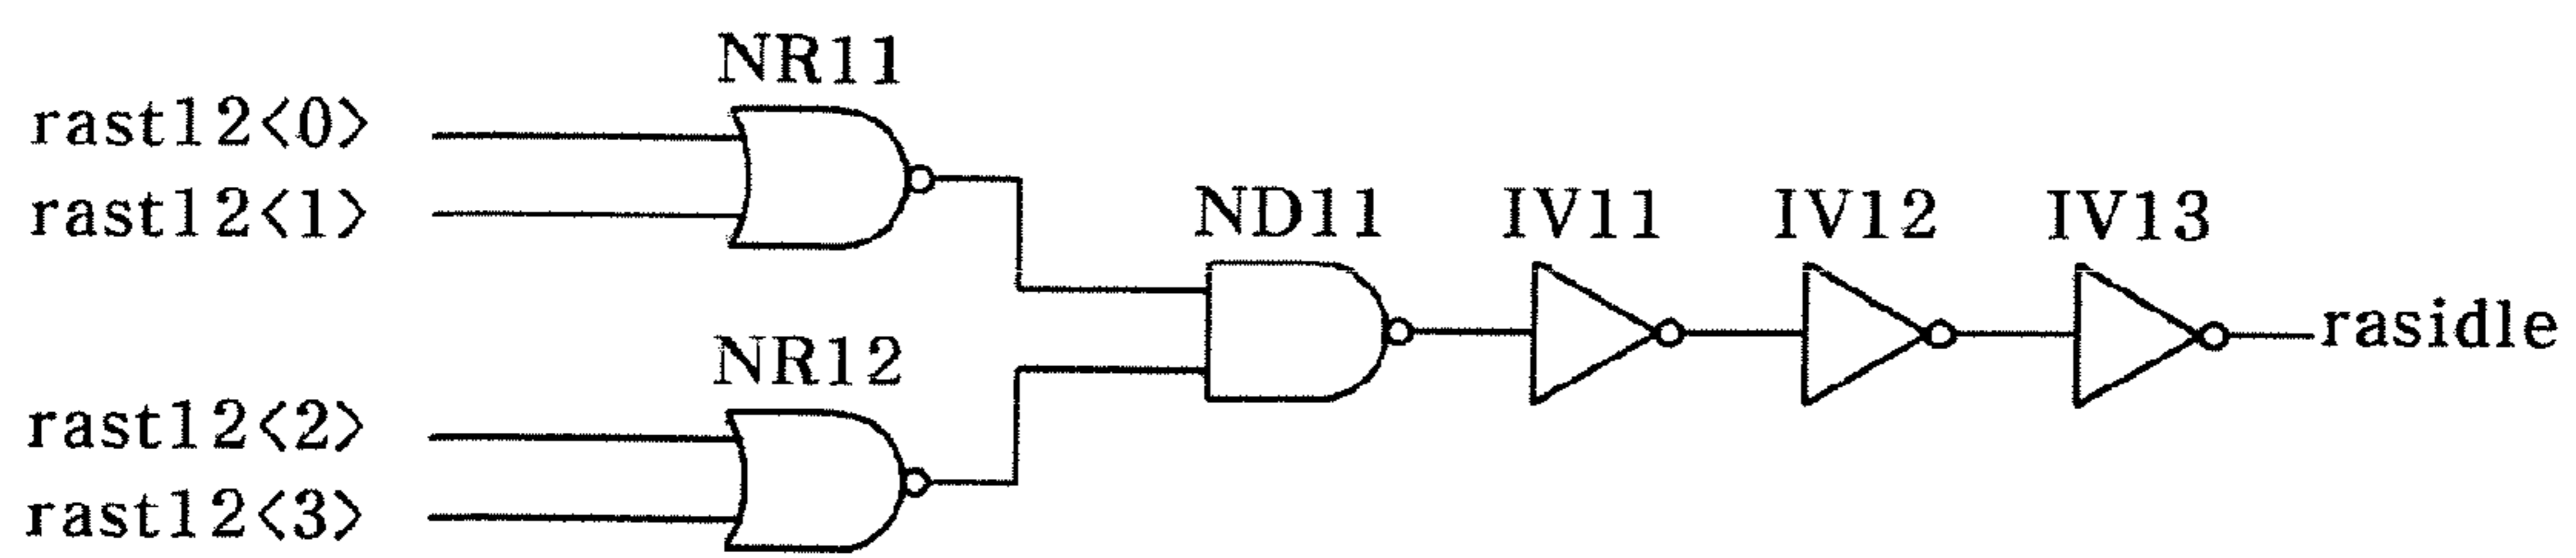 NR11
rast12<0>
rast12<1>
ND11 IV11 IV12 IV13
rasidle
NR12
rast12<2>
rast12<3>